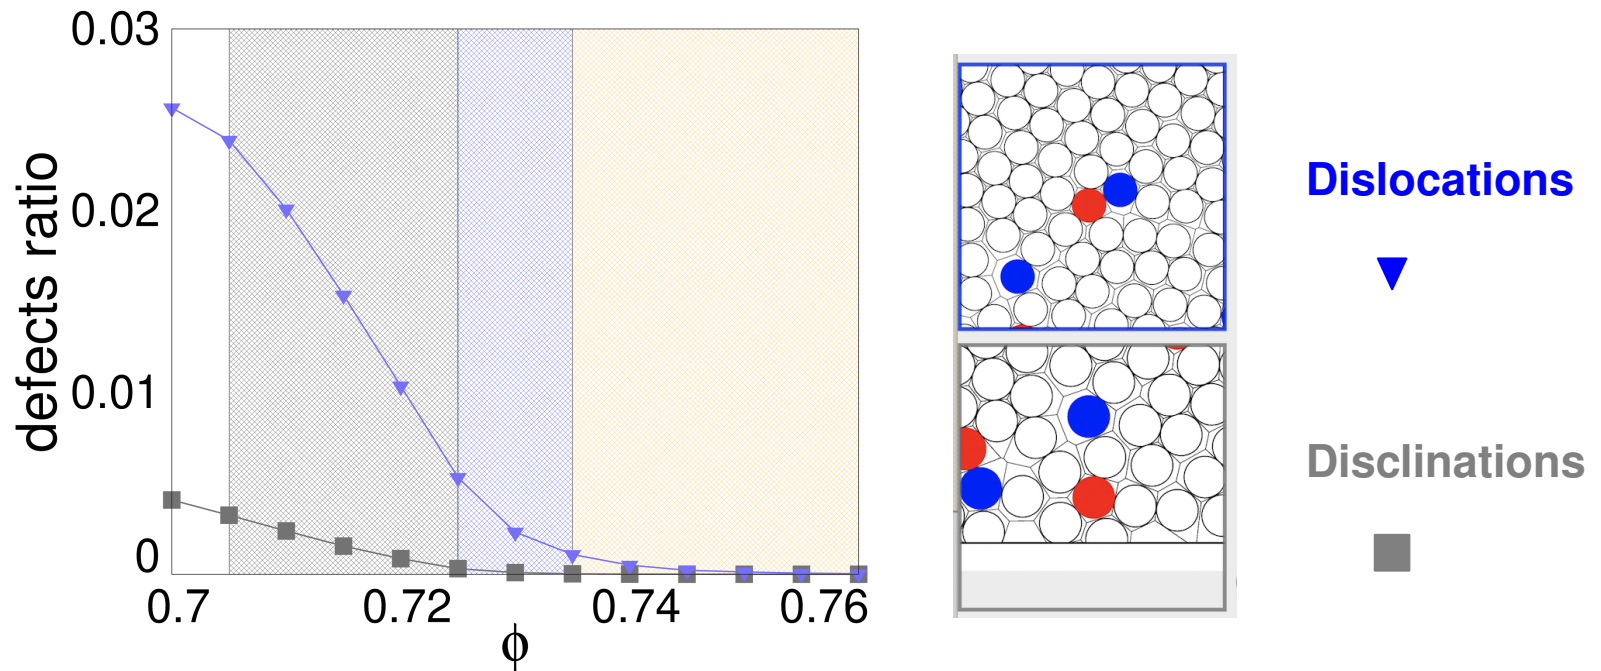 0.03
0.02
0.01
0
defects ratio
0.7
0.72
0.74
0.76
ϕ
Dislocations
Disclinations